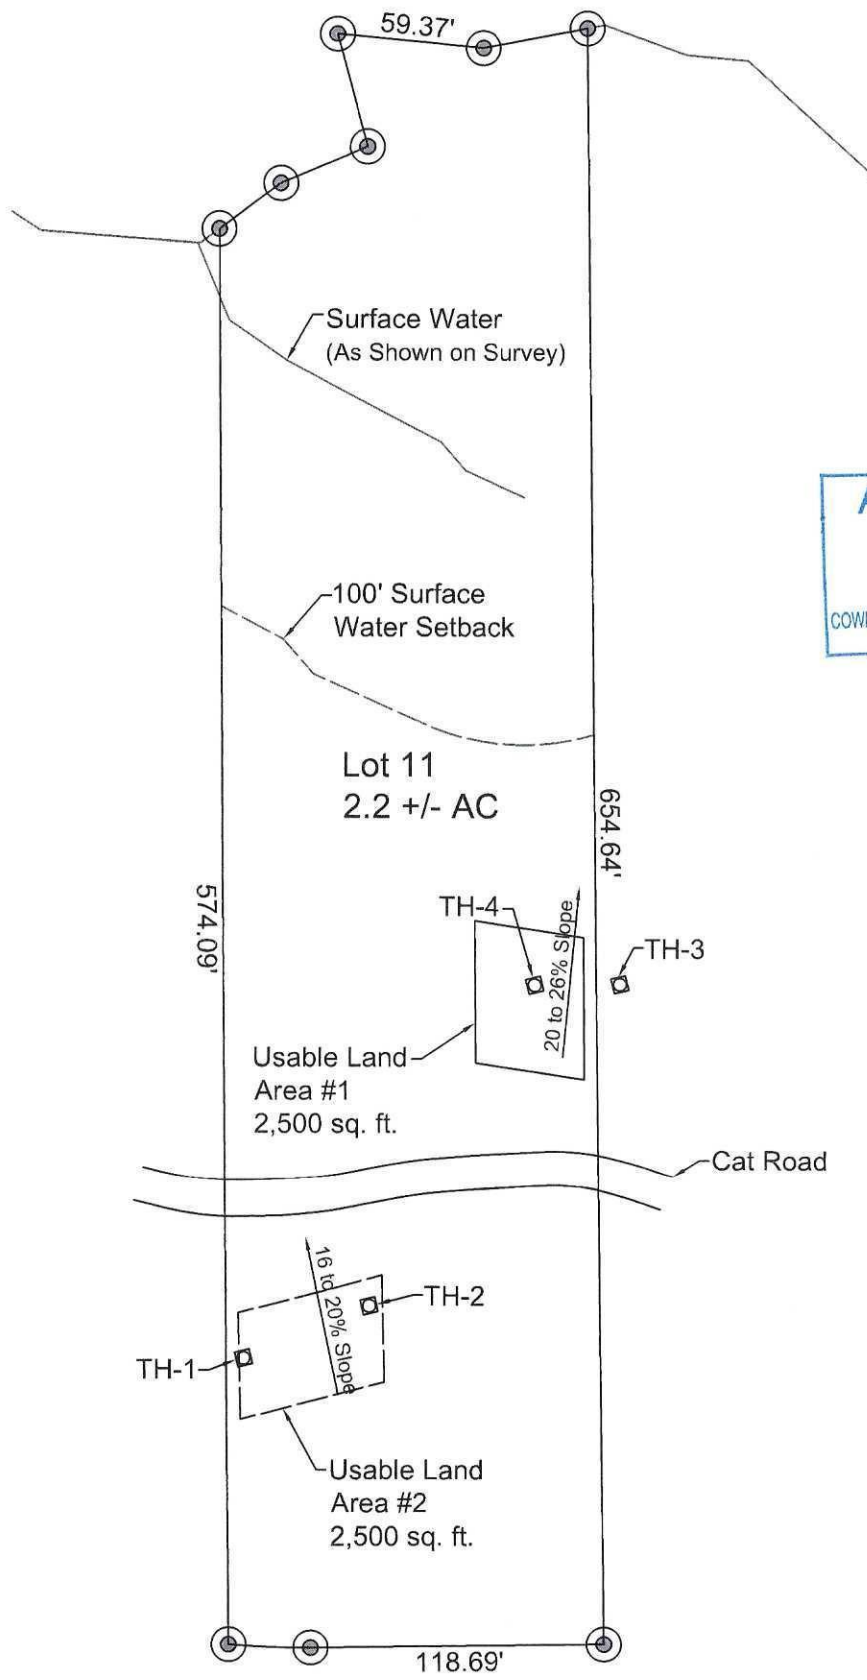 59.37'
Surface Water
(As Shown on Survey)
A
COW
100' Surface
Water Setback
Lot 11
2.2 +/- AC
654.64'
574.09'
TH-4
20 to 26% Slope
TH-3
Usable Land
Area #1
2,500 sq. ft.
Cat Road
16 to 20% Slope
TH-2
TH-1
Usable Land
Area #2
2,500 sq. ft.
118.69'